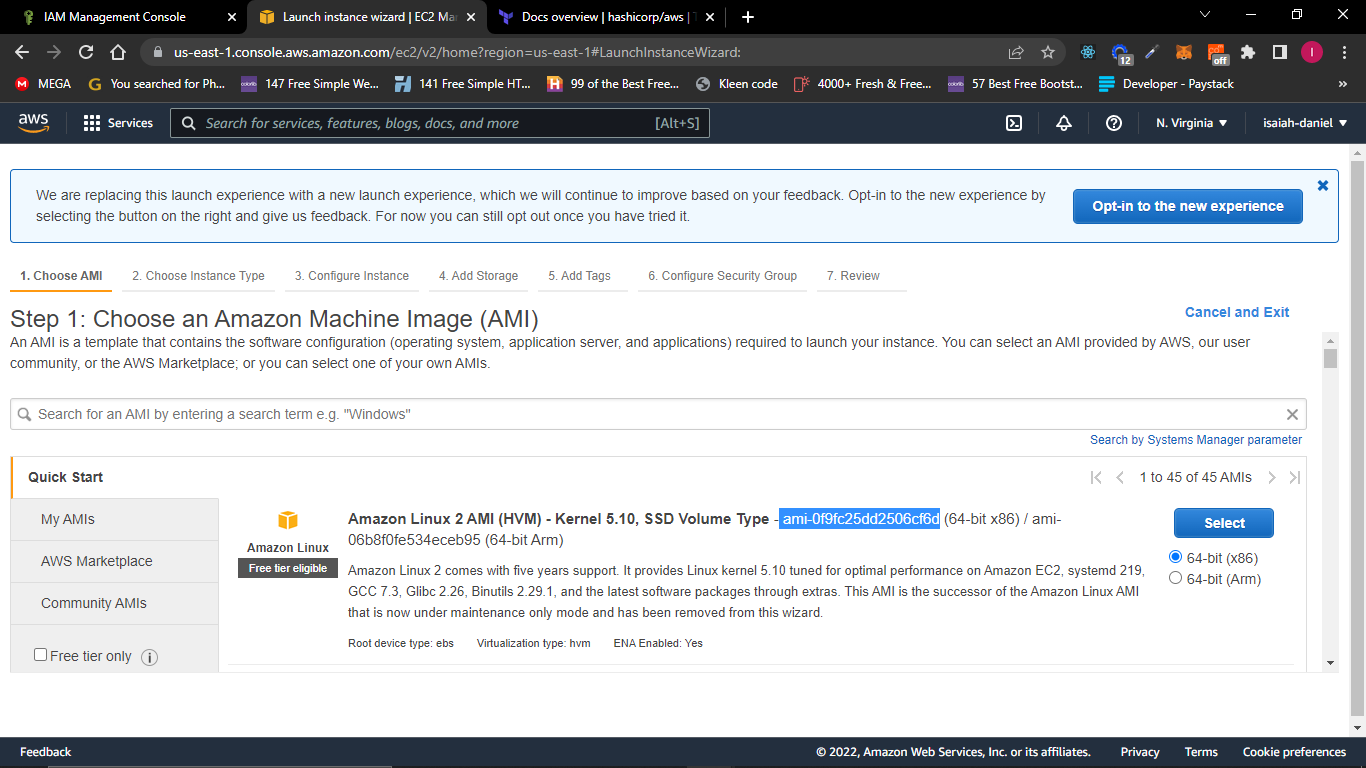 IAM Management Console
Launch instance wizard | EC2 Ma
Docs overview | hashicorp/aws |
us-east-1.console.aws.amazon.com/ec2/v2/home?region=us-east-1#LaunchInstanceWizard:
12
off
I
MEGA
You searched for Ph...
147 Free Simple We...
141 Free Simple HT...
99 of the Best Free...
Kleen code
4000+ Fresh & Free...
57 Best Free Bootst...
Developer - Paystack
»
aws
Services
Search for services, features, blogs, docs, and more
[Alt+S]
N. Virginia
isaiah-daniel
We are replacing this launch experience with a new launch experience, which we will continue to improve based on your feedback. Opt-in to the new experience by
selecting the button on the right and give us feedback. For now you can still opt out once you have tried it.
Opt-in to the new experience
1. Choose AMI
2. Choose Instance Type
3. Configure Instance
4. Add Storage
5. Add Tags
6. Configure Security Group
7. Review
Step 1: Choose an Amazon Machine Image (AMI)
Cancel and Exit
An AMI is a template that contains the software configuration (operating system, application server, and applications) required to launch your instance. You can select an AMI provided by AWS, our user
community, or the AWS Marketplace; or you can select one of your own AMIs.
Search for an AMI by entering a search term e.g. "Windows"
Search by Systems Manager parameter
Quick Start
1 to 45 of 45 AMIs
My AMIs
AWS Marketplace
Community AMIs
Free tier only
Amazon Linux
Free tier eligible
Amazon Linux 2 AMI (HVM) - Kernel 5.10, SSD Volume Type - ami-0f9fc25dd2506cf6d (64-bit x86) / ami-
06b8f0fe534eceb95 (64-bit Arm)
Amazon Linux 2 comes with five years support. It provides Linux kernel 5.10 tuned for optimal performance on Amazon EC2, systemd 219,
GCC 7.3, Glibc 2.26, Binutils 2.29.1, and the latest software packages through extras. This AMI is the successor of the Amazon Linux AMI
that is now under maintenance only mode and has been removed from this wizard.
Root device type: ebs
Virtualization type: hvm
ENA Enabled: Yes
Select
64-bit (x86)
64-bit (Arm)
Feedback
© 2022, Amazon Web Services, Inc. or its affiliates.
Privacy
Terms
Cookie preferences